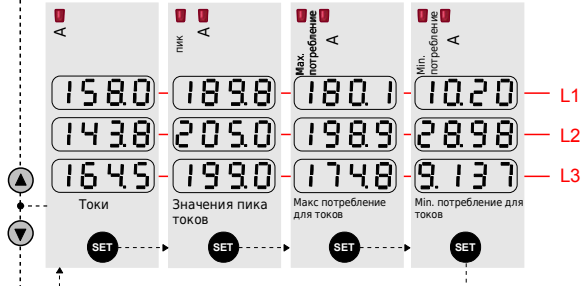 A
пик
A
Max.
потребление
A
Min.
потребление
A
158.0 189.8 180.1 10.20 L1
143.8 205.0 198.9 28.98 L2
164.5 199.0 174.8 9.137 L3
Токи
Значения пика
токов
Макс потребление
для токов
Min. потребление для
токов
SET SET SET SET